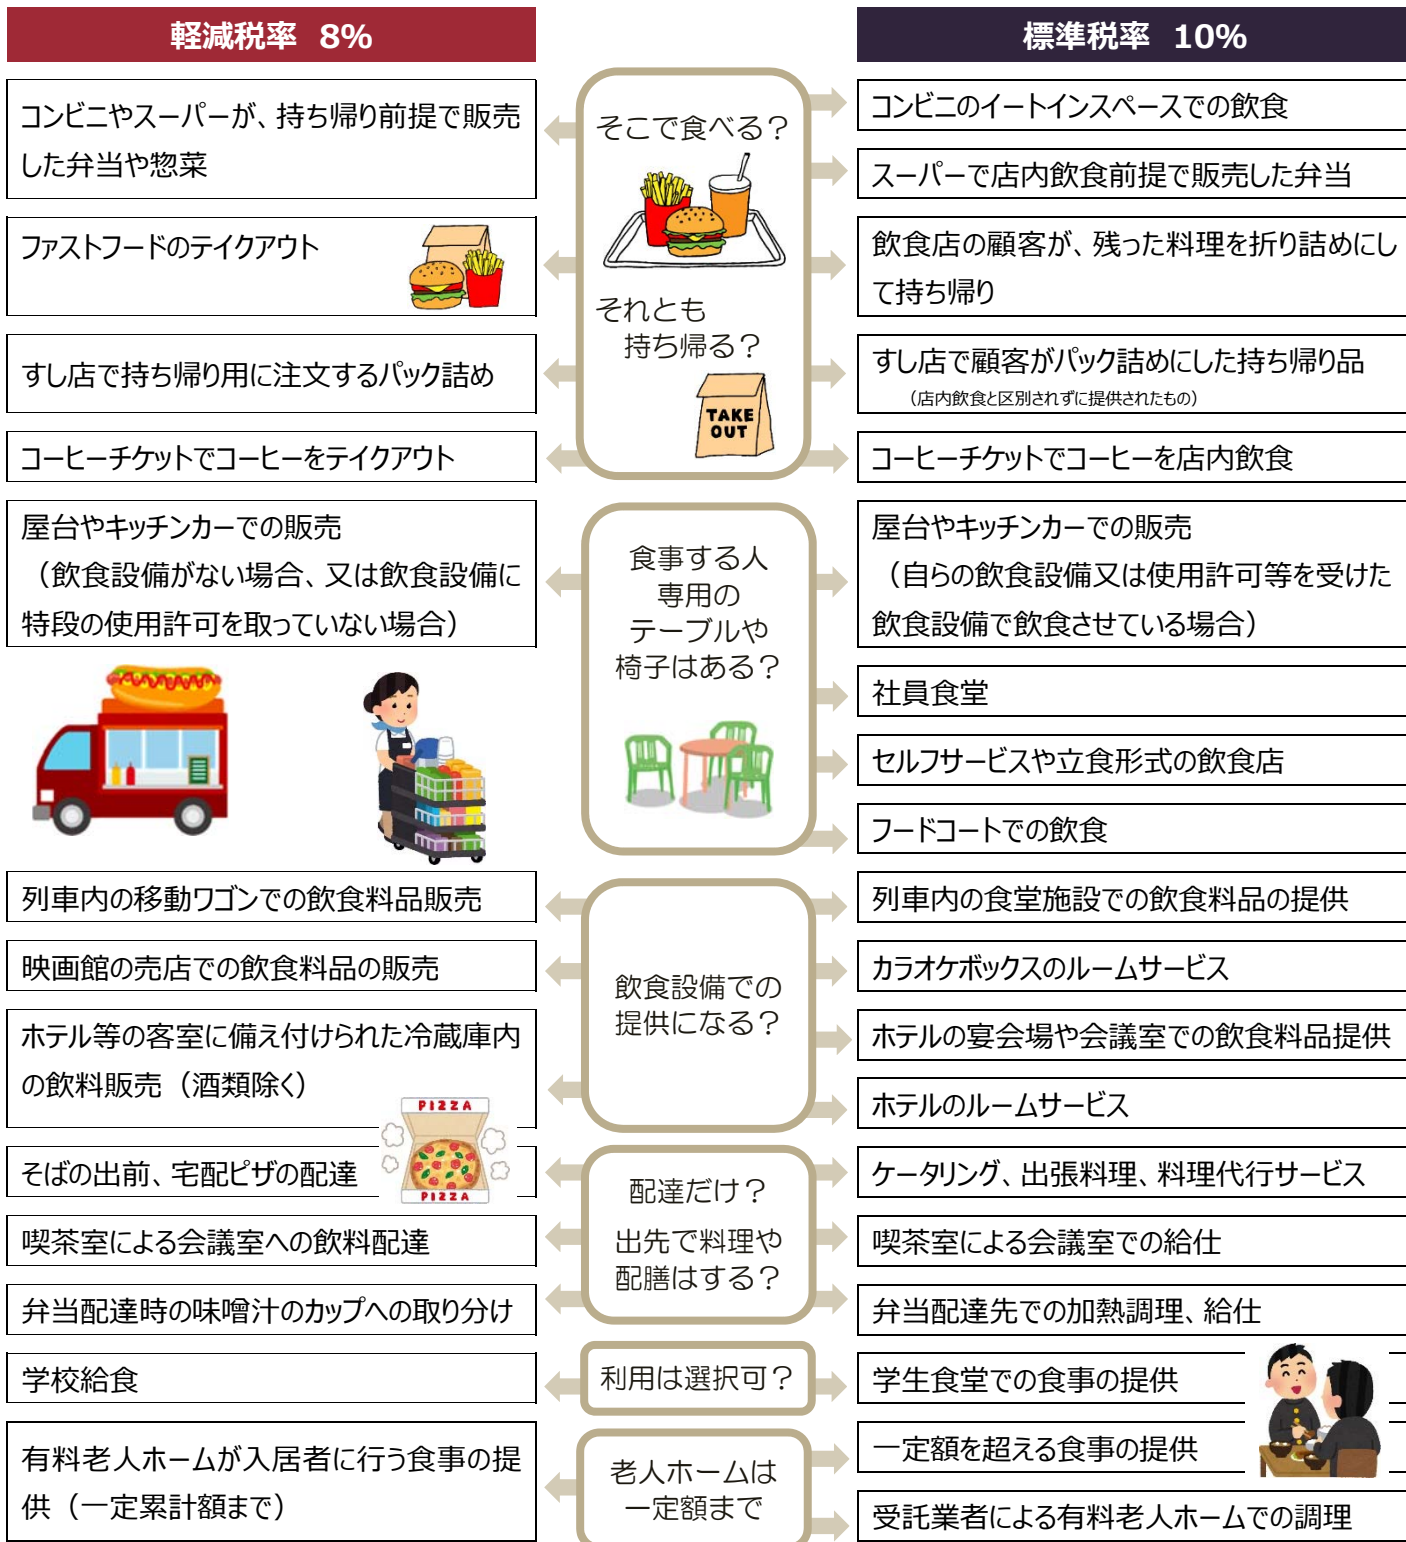 軽減税率 8%
標準税率 10%
コンビニやスーパーが、持ち帰り前提で販売
した弁当や惣菜
ファストフードのテイクアウト
すし店で持ち帰り用に注文するパック詰め
コーヒーチケットでコーヒーをテイクアウト
そこで食べる？
それとも
持ち帰る？
TAKE
OUT
コンビニのイートインスペースでの飲食
スーパーで店内飲食前提で販売した弁当
飲食店の顧客が、残った料理を折り詰めにし
て持ち帰り
すし店で顧客がパック詰めにした持ち帰り品
（店内飲食と区別されずに提供されたもの）
コーヒーチケットでコーヒーを店内飲食
屋台やキッチンカーでの販売
（飲食設備がない場合、又は飲食設備に
特段の使用許可を取っていない場合）
食事する人
専用の
テーブルや
椅子はある？
屋台やキッチンカーでの販売
（自らの飲食設備又は使用許可等を受けた
飲食設備で飲食させている場合）
社員食堂
セルフサービスや立食形式の飲食店
フードコートでの飲食
列車内の移動ワゴンでの飲食料品販売
映画館の売店での飲食料品の販売
ホテル等の客室に備え付けられた冷蔵庫内
の飲料販売（酒類除く）
飲食設備での
提供になる？
列車内の食堂施設での飲食料品の提供
カラオケボックスのルームサービス
ホテルの宴会場や会議室での飲食料品提供
ホテルのルームサービス
PIZZA
PIZZA
そばの出前、宅配ピザの配達
喫茶室による会議室への飲料配達
弁当配達時の味噌汁のカップへの取り分け
配達だけ？
出先で料理や
配膳はする？
ケータリング、出張料理、料理代行サービス
喫茶室による会議室での給仕
弁当配達先での加熱調理、給仕
学校給食
利用は選択可？
学生食堂での食事の提供
有料老人ホームが入居者に行う食事の提
供（一定累計額まで）
老人ホームは
一定額まで
一定額を超える食事の提供
受託業者による有料老人ホームでの調理